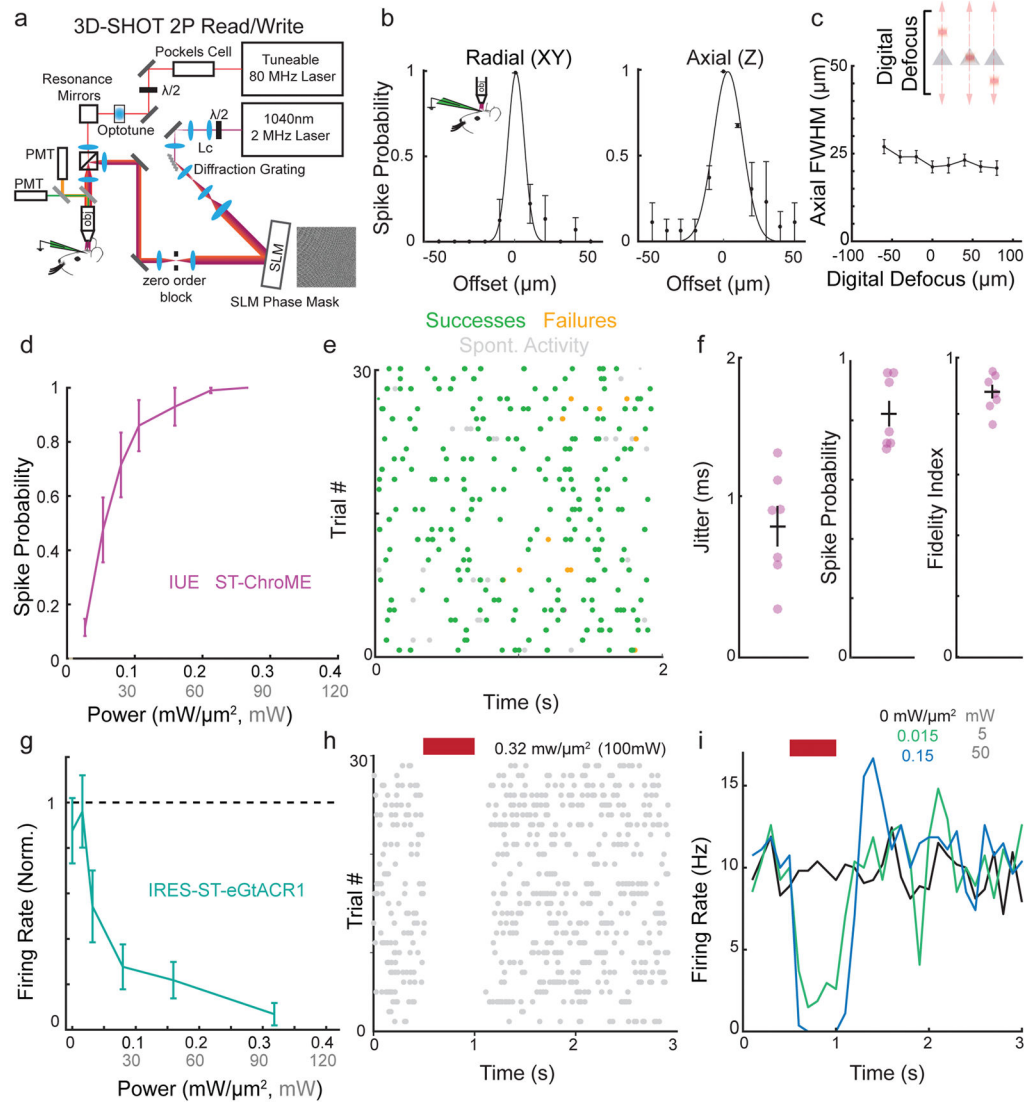 a
3D-SHOT 2P Read/Write
Pockels Cell
Tuneable
80 MHz Laser
Resonance
Mirrors
λ/2
Optotune
λ/2
1040nm
2 MHz Laser
Lc
PMT
Diffraction Grating
PMT
obj
SLM
zero order
block
SLM Phase Mask
b
Radial (XY)
Axial (Z)
obj
Spike Probability
1
0.5
0
-50
0
50
Offset (µm)
1
0.5
0
-50
0
50
Offset (µm)
c
Digital
Defocus
Axial FWHM (µm)
50
25
0
-100
-50
0
50
100
Digital Defocus (µm)
d
Spike Probability
1
0.8
0.6
0.4
0.2
0
IUE ST-ChroME
0 0.1 0.2 0.3 0.4
30 60 90 120
Power (mW/µm², mW)
e
Successes Failures
Spont. Activity
Trial #
30
0
0 1 2
Time (s)
f
Jitter (ms)
2
1
0
Spike Probability
1
0
Fidelity Index
1
0
g
Firing Rate (Norm.)
1
0
IRES-ST-eGtACR1
0 0.1 0.2 0.3 0.4
30 60 90 120
Power (mW/µm², mW)
h
0.32 mw/µm² (100mW)
Trial #
30
0
0 1 2 3
Time (s)
i
0 mW/µm² mW
0.015 5
0.15 50
Firing Rate (Hz)
15
10
5
0
0 1 2 3
Time (s)